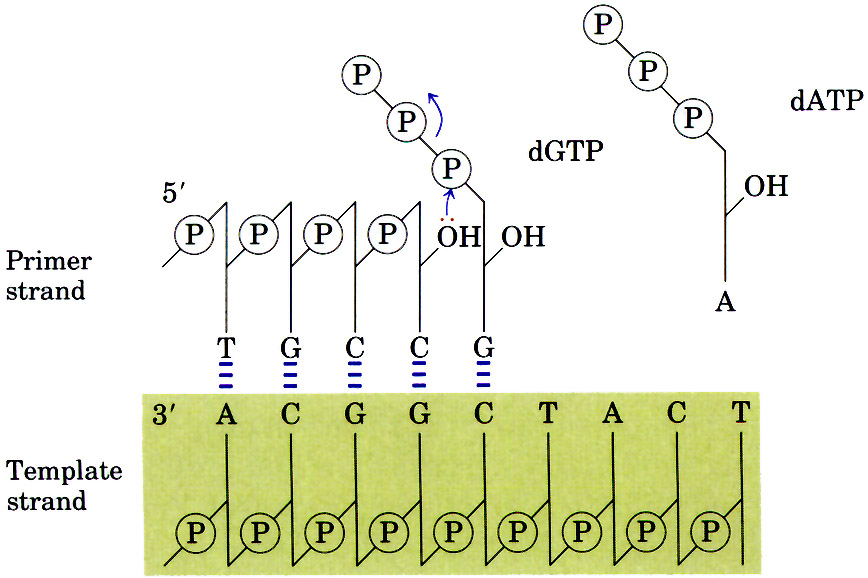 P
P
P
P
P
P
dATP
dGTP
OH
5′
P P P P OH OH
Primer
strand
A
T G C C G
3′ A C G G C T A C T
Template
strand
P P P P P P P P P